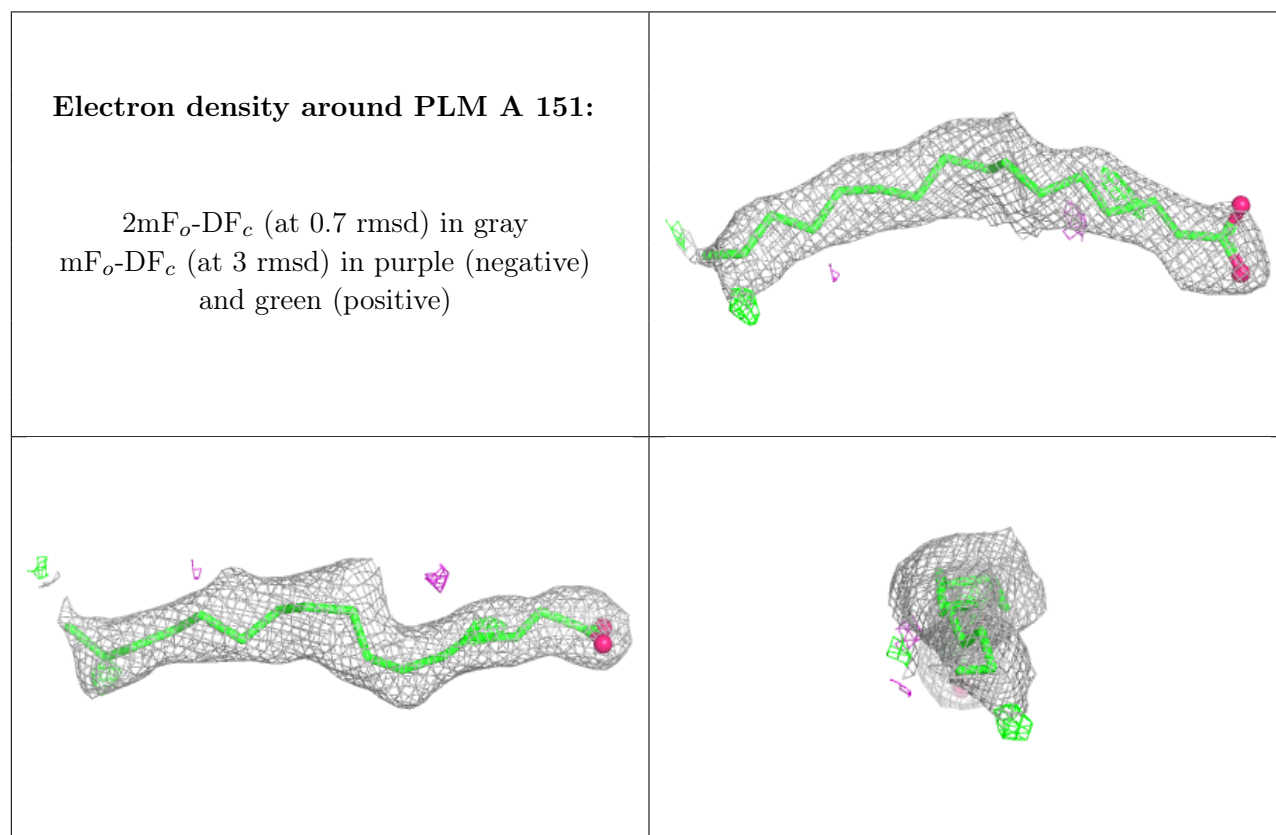 Electron density around PLM A 151:
2mFₒ-DF𝒸 (at 0.7 rmsd) in gray
mFₒ-DF𝒸 (at 3 rmsd) in purple (negative)
and green (positive)